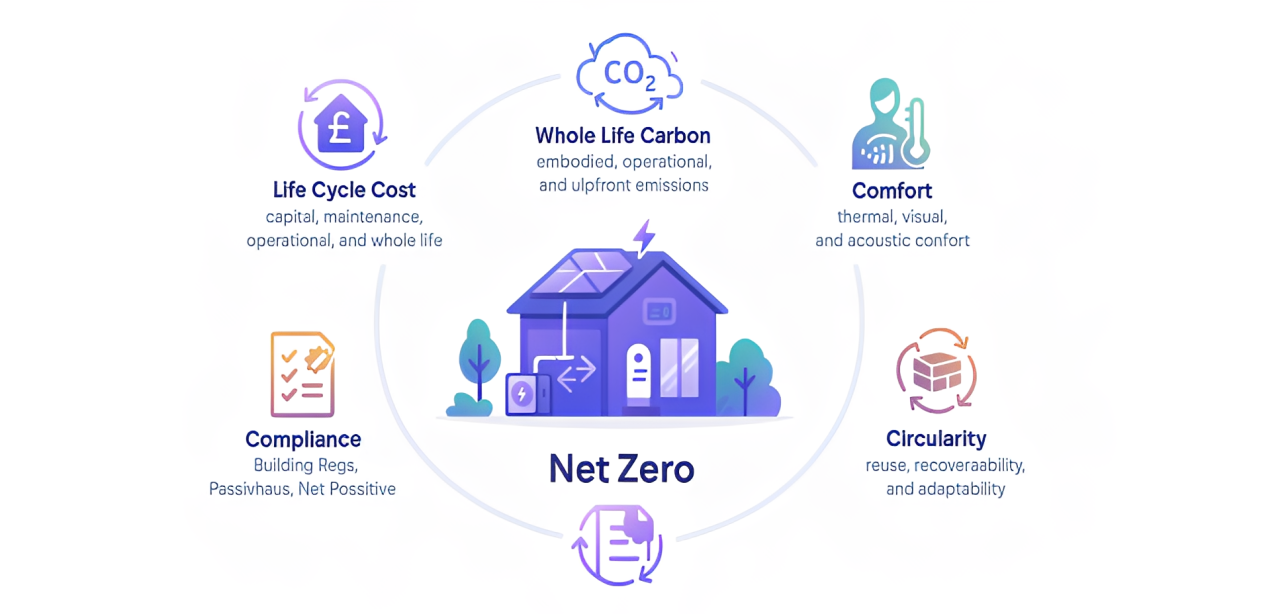 CO₂
Whole Life Carbon
embodied, operational,
and ulpfront emissions
£
Life Cycle Cost
capital, maintenance,
operational, and whole life
Comfort
thermal, visual,
and acoustic confort
Compliance
Building Regs,
Passivhaus, Net Possitive
Circularity
reuse, recoveraability,
and adaptability
Net Zero